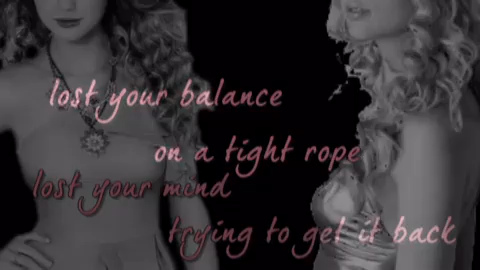 lost your balance
on a tight rope
lost your mind
trying to get it back